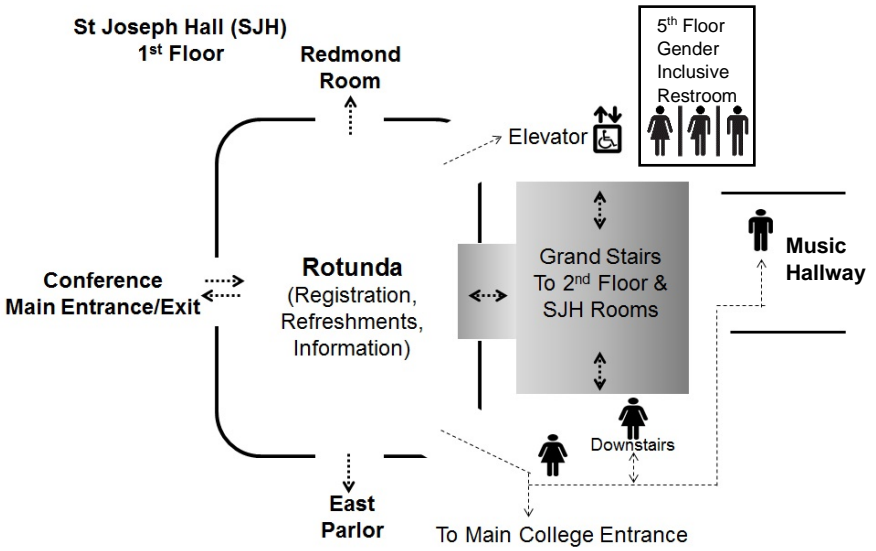 St Joseph Hall (SJH)
1st Floor
Redmond
Room
5th Floor
Gender
Inclusive
Restroom
Elevator
Grand Stairs
To 2nd Floor &
SJH Rooms
Music
Hallway
Conference
Main Entrance/Exit
Rotunda
(Registration,
Refreshments,
Information)
Downstairs
East
Parlor
To Main College Entrance